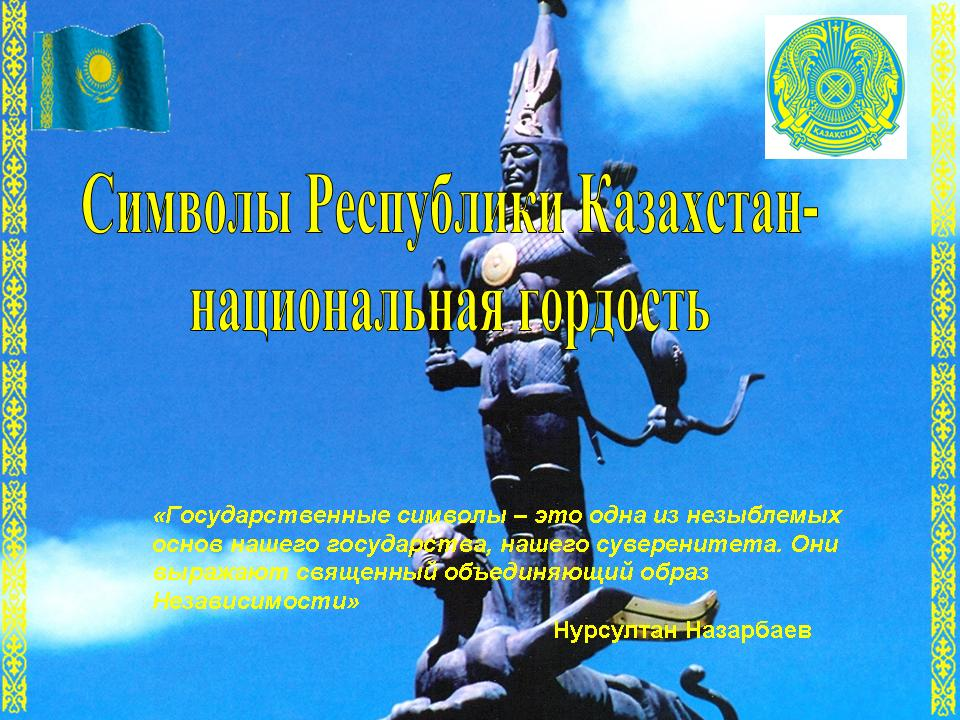 ҚАЗАҚСТАН
Символы Республики Казахстан-
национальная гордость
«Государственные символы – это одна из незыблемых
основ нашего государства, нашего суверенитета. Они
выражают священный объединяющий образ
Независимости»
Нурсултан Назарбаев